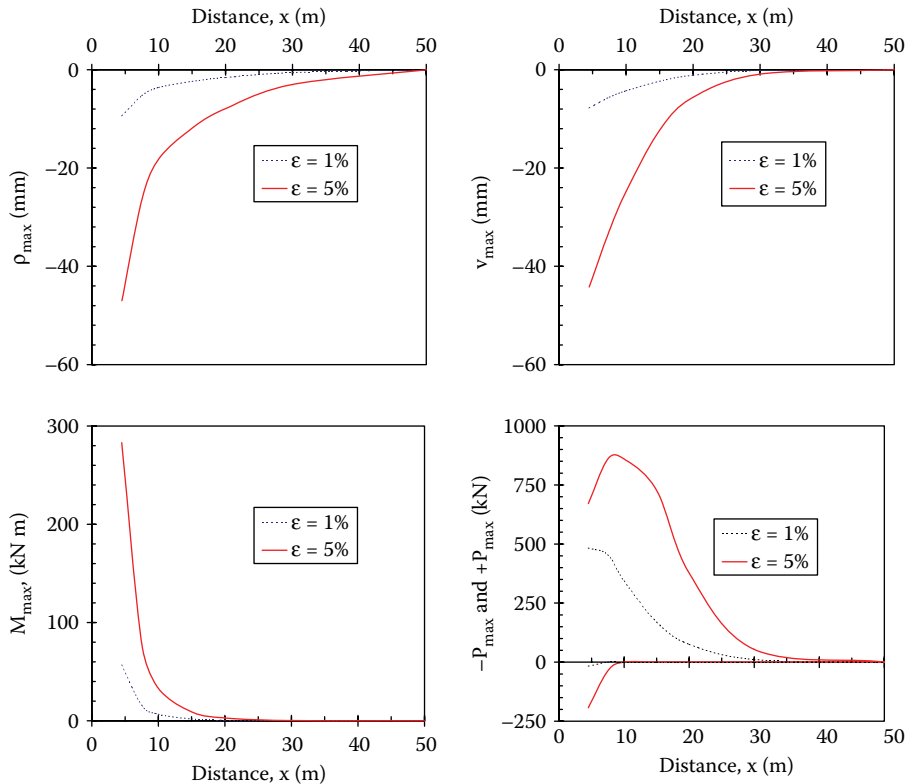 Distance, x (m)
0 10 20 30 40 50
0
−20
−40
−60
ρmax (mm)
ε = 1%
ε = 5%
Distance, x (m)
0 10 20 30 40 50
0
−20
−40
−60
vmax (mm)
ε = 1%
ε = 5%
300
200
100
0
Mmax, (kN m)
ε = 1%
ε = 5%
0 10 20 30 40 50
Distance, x (m)
1000
750
500
250
0
−250
−Pmax and +Pmax (kN)
ε = 1%
ε = 5%
0 10 20 30 40 50
Distance, x (m)